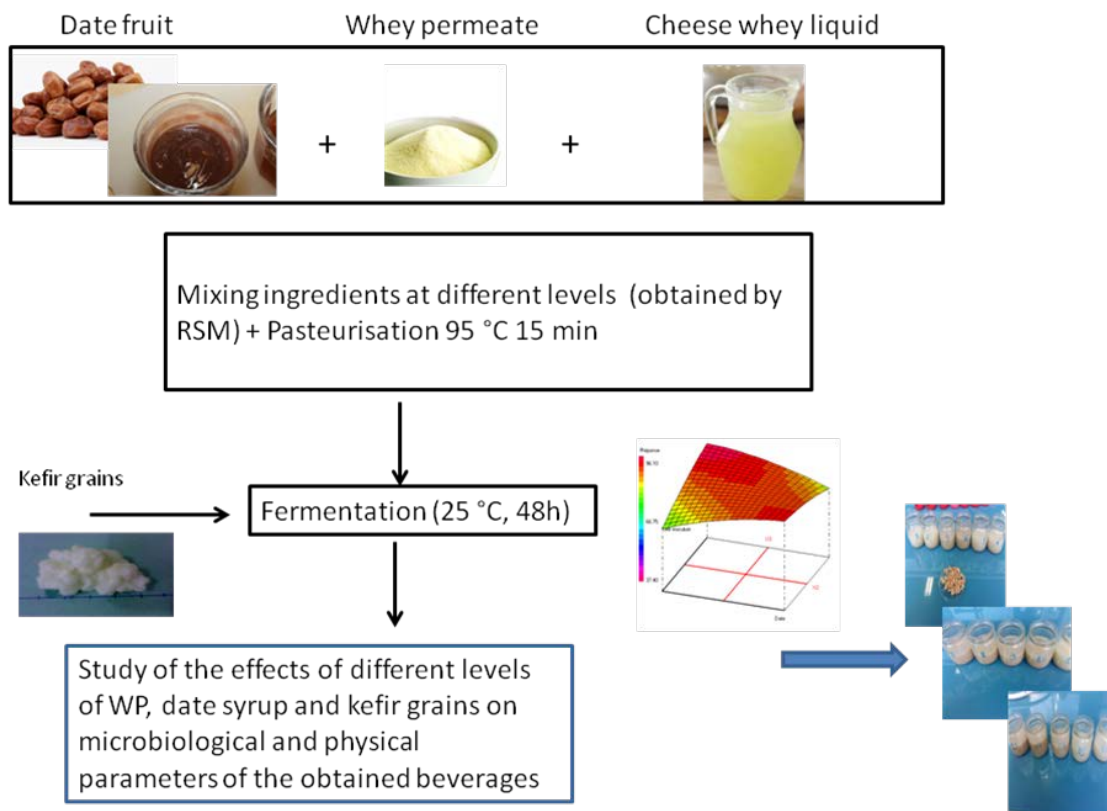 Date fruit
Whey permeate
Cheese whey liquid
+
+
Mixing ingredients at different levels (obtained by
RSM) + Pasteurisation 95 °C 15 min
Kefir grains
Fermentation (25 °C, 48h)
Study of the effects of different levels
of WP, date syrup and kefir grains on
microbiological and physical
parameters of the obtained beverages
Date